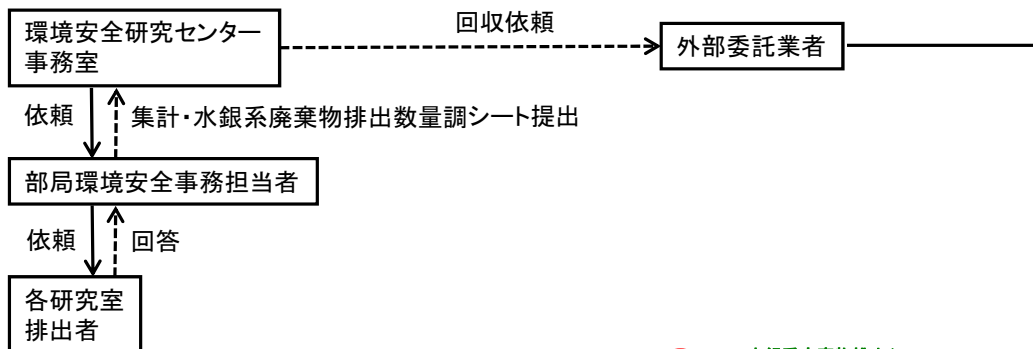 環境安全研究センター
事務室
回収依頼
外部委託業者
依頼
集計・水銀系廃棄物排出数量調シート提出
部局環境安全事務担当者
依頼
回答
各研究室
排出者